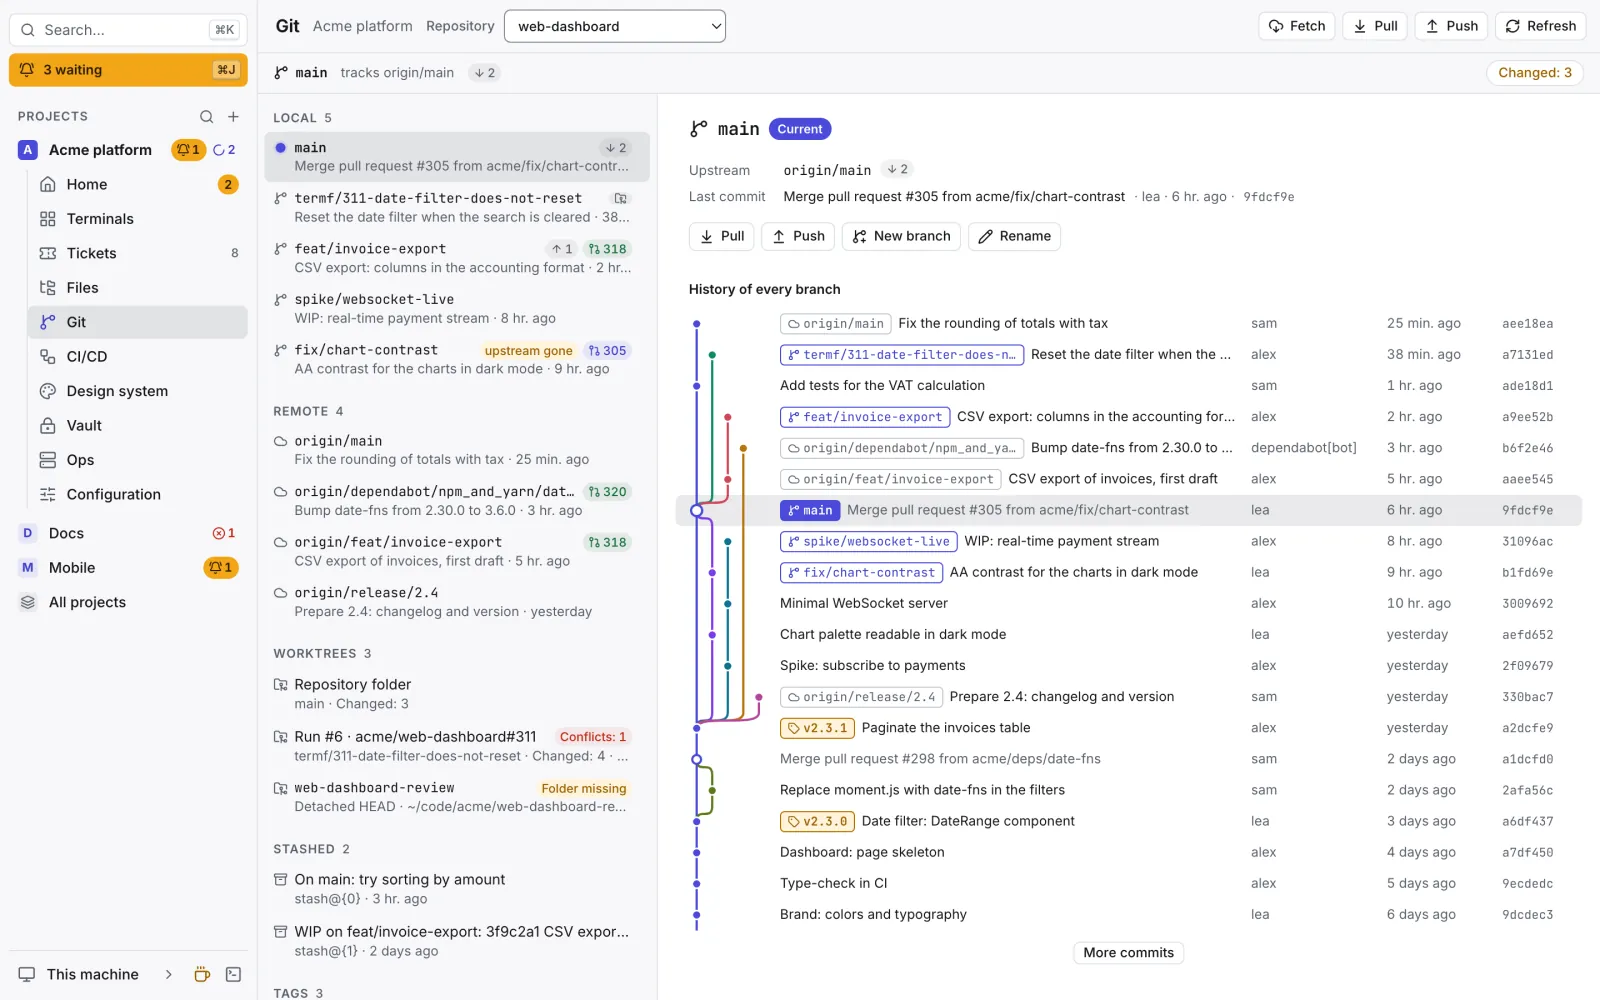 Search...
⌘K
3 waiting
⌘J
PROJECTS
A Acme platform 1 2
Home 2
Terminals
Tickets 8
Files
Git
CI/CD
Design system
Vault
Ops
Configuration
D Docs 1
M Mobile 1
All projects
This machine
Git Acme platform Repository web-dashboard
Fetch Pull Push Refresh
main tracks origin/main ↓ 2
Changed: 3
LOCAL 5
main ↓ 2
Merge pull request #305 from acme/fix/chart-contr...
termf/311-date-filter-does-not-reset
Reset the date filter when the search is cleared · 38...
feat/invoice-export ↑ 1 318
CSV export: columns in the accounting format · 2 hr...
spike/websocket-live
WIP: real-time payment stream · 8 hr. ago
fix/chart-contrast upstream gone 305
AA contrast for the charts in dark mode · 9 hr. ago
REMOTE 4
origin/main
Fix the rounding of totals with tax · 25 min. ago
origin/dependabot/npm_and_yarn/dat... 320
Bump date-fns from 2.30.0 to 3.6.0 · 3 hr. ago
origin/feat/invoice-export 318
CSV export of invoices, first draft · 5 hr. ago
origin/release/2.4
Prepare 2.4: changelog and version · yesterday
WORKTREES 3
Repository folder
main · Changed: 3
Run #6 · acme/web-dashboard#311 Conflicts: 1
termf/311-date-filter-does-not-reset · Changed: 4 · ...
web-dashboard-review Folder missing
Detached HEAD · ~/code/acme/web-dashboard-re...
STASHED 2
On main: try sorting by amount
stash@{0} · 3 hr. ago
WIP on feat/invoice-export: 3f9c2a1 CSV expor...
stash@{1} · 2 days ago
TAGS 3
main Current
Upstream origin/main ↓ 2
Last commit Merge pull request #305 from acme/fix/chart-contrast · lea · 6 hr. ago · 9fdcf9e
Pull Push New branch Rename
History of every branch
origin/main Fix the rounding of totals with tax sam 25 min. ago aee18ea
termf/311-date-filter-does-n... Reset the date filter when the ... alex 38 min. ago a7131ed
Add tests for the VAT calculation sam 1 hr. ago ade18d1
feat/invoice-export CSV export: columns in the accounting for... alex 2 hr. ago a9ee52b
origin/dependabot/npm_and_ya... Bump date-fns from 2.30.0 to ... dependabot[bot] 3 hr. ago b6f2e46
origin/feat/invoice-export CSV export of invoices, first draft alex 5 hr. ago aaee545
main Merge pull request #305 from acme/fix/chart-contrast lea 6 hr. ago 9fdcf9e
spike/websocket-live WIP: real-time payment stream alex 8 hr. ago 31096ac
fix/chart-contrast AA contrast for the charts in dark mode lea 9 hr. ago b1fd69e
Minimal WebSocket server alex 10 hr. ago 3009692
Chart palette readable in dark mode lea yesterday aefd652
Spike: subscribe to payments alex yesterday 2f09679
origin/release/2.4 Prepare 2.4: changelog and version sam yesterday 330bac7
v2.3.1 Paginate the invoices table alex yesterday a2dcfe9
Merge pull request #298 from acme/deps/date-fns sam 2 days ago a1dcfd0
Replace moment.js with date-fns in the filters sam 2 days ago 2afa56c
v2.3.0 Date filter: DateRange component lea 3 days ago a6df437
Dashboard: page skeleton alex 4 days ago a7df450
Type-check in CI alex 5 days ago 9ecdedc
Brand: colors and typography lea 6 days ago 9dcdec3
More commits